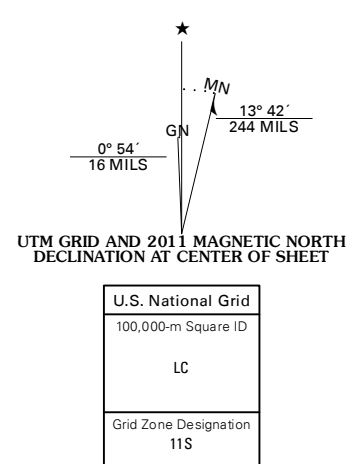 ★
MN
GN
13° 42´
244 MILS
0° 54´
16 MILS
UTM GRID AND 2011 MAGNETIC NORTH
DECLINATION AT CENTER OF SHEET
U.S. National Grid
100,000-m Square ID
LC
Grid Zone Designation
11S